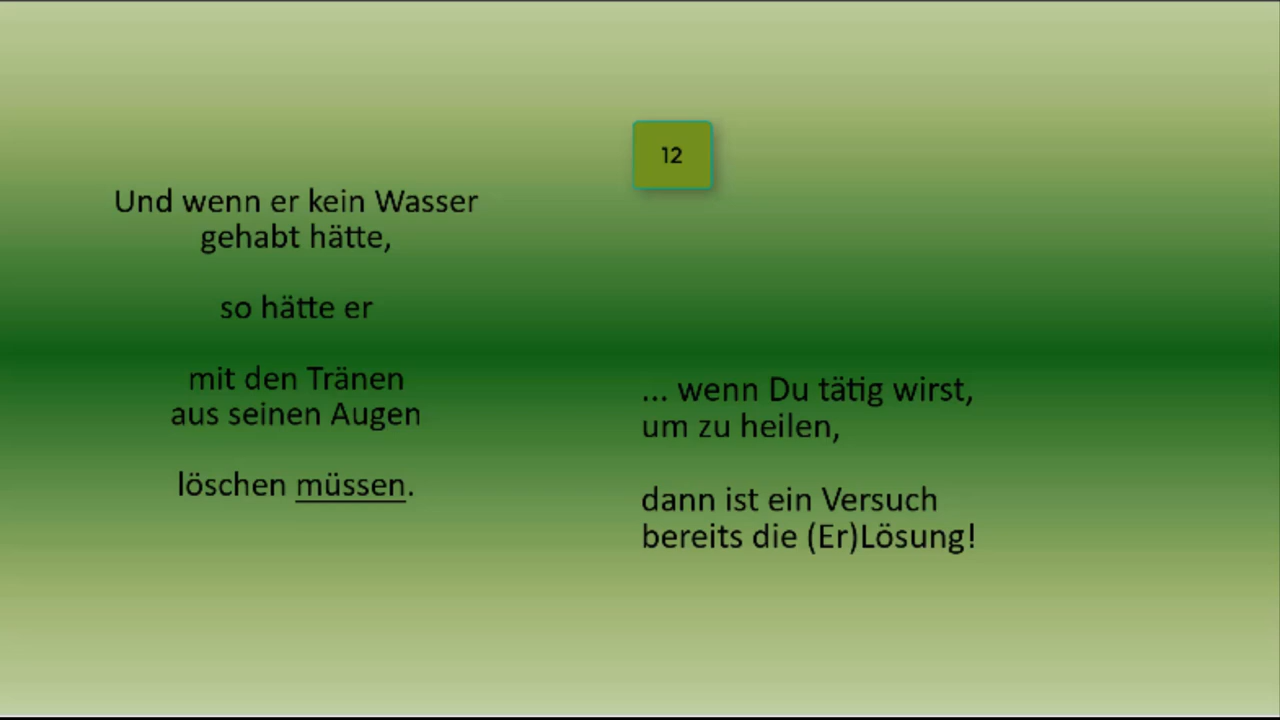 Und wenn er kein Wasser
gehabt hätte,
so hätte er
mit den Tränen
aus seinen Augen
löschen müssen.
12
... wenn Du tätig wirst,
um zu heilen,
dann ist ein Versuch
bereits die (Er)Lösung!